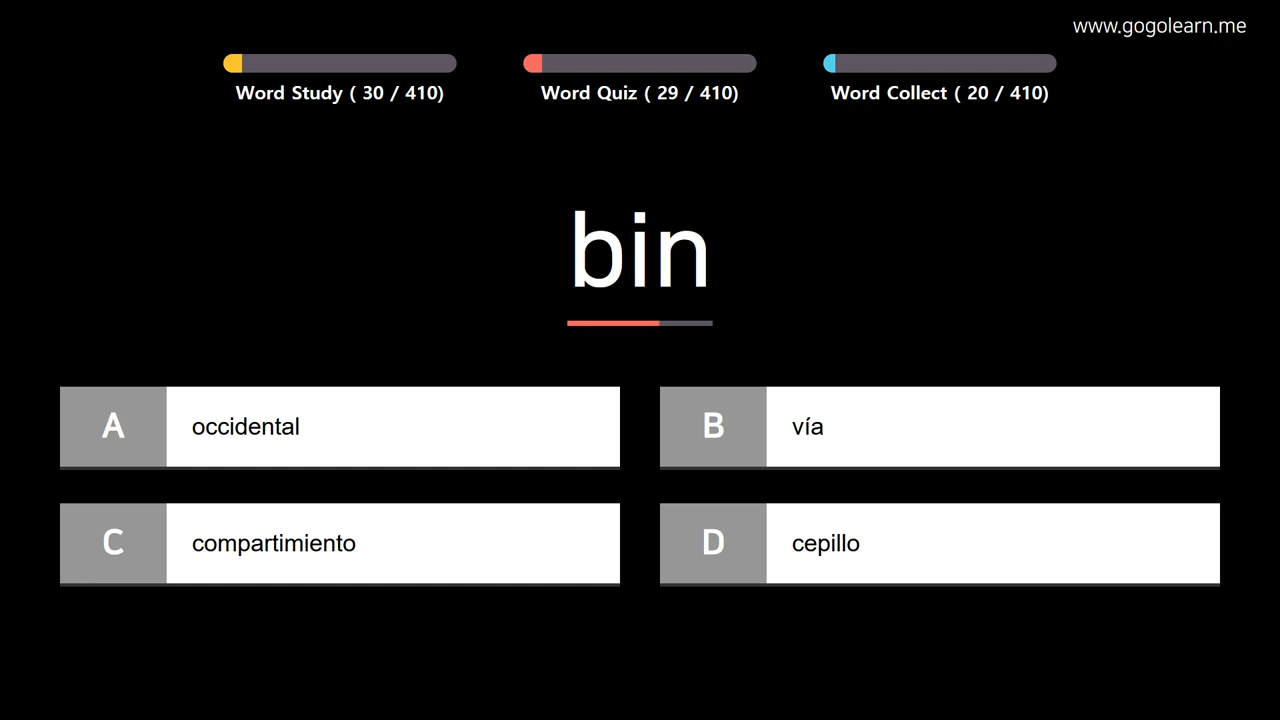 www.gogolearn.me
Word Study ( 30 / 410)
Word Quiz ( 29 / 410)
Word Collect ( 20 / 410)
bin
A occidental
B vía
C compartimiento
D cepillo